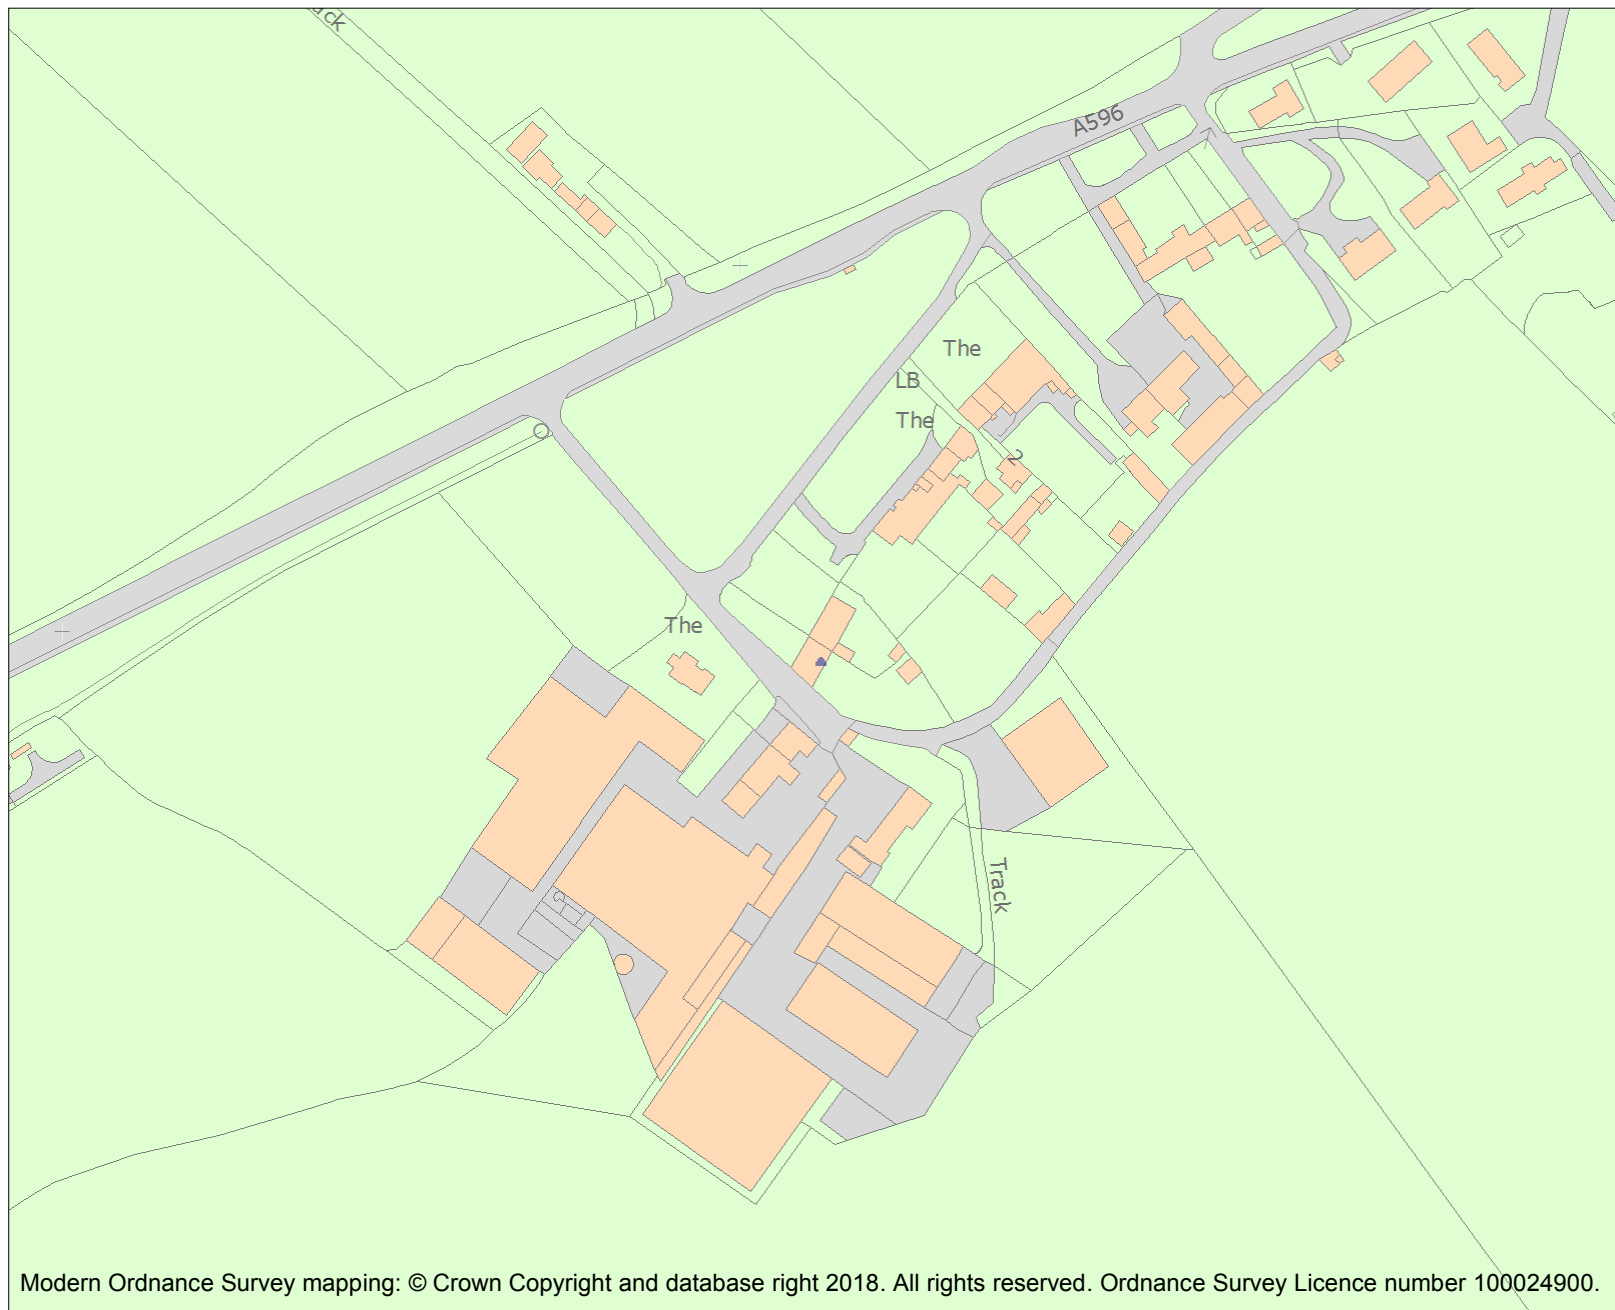 A596
The
LB
The
2
The
Track
Modern Ordnance Survey mapping: © Crown Copyright and database right 2018. All rights reserved. Ordnance Survey Licence number 100024900.